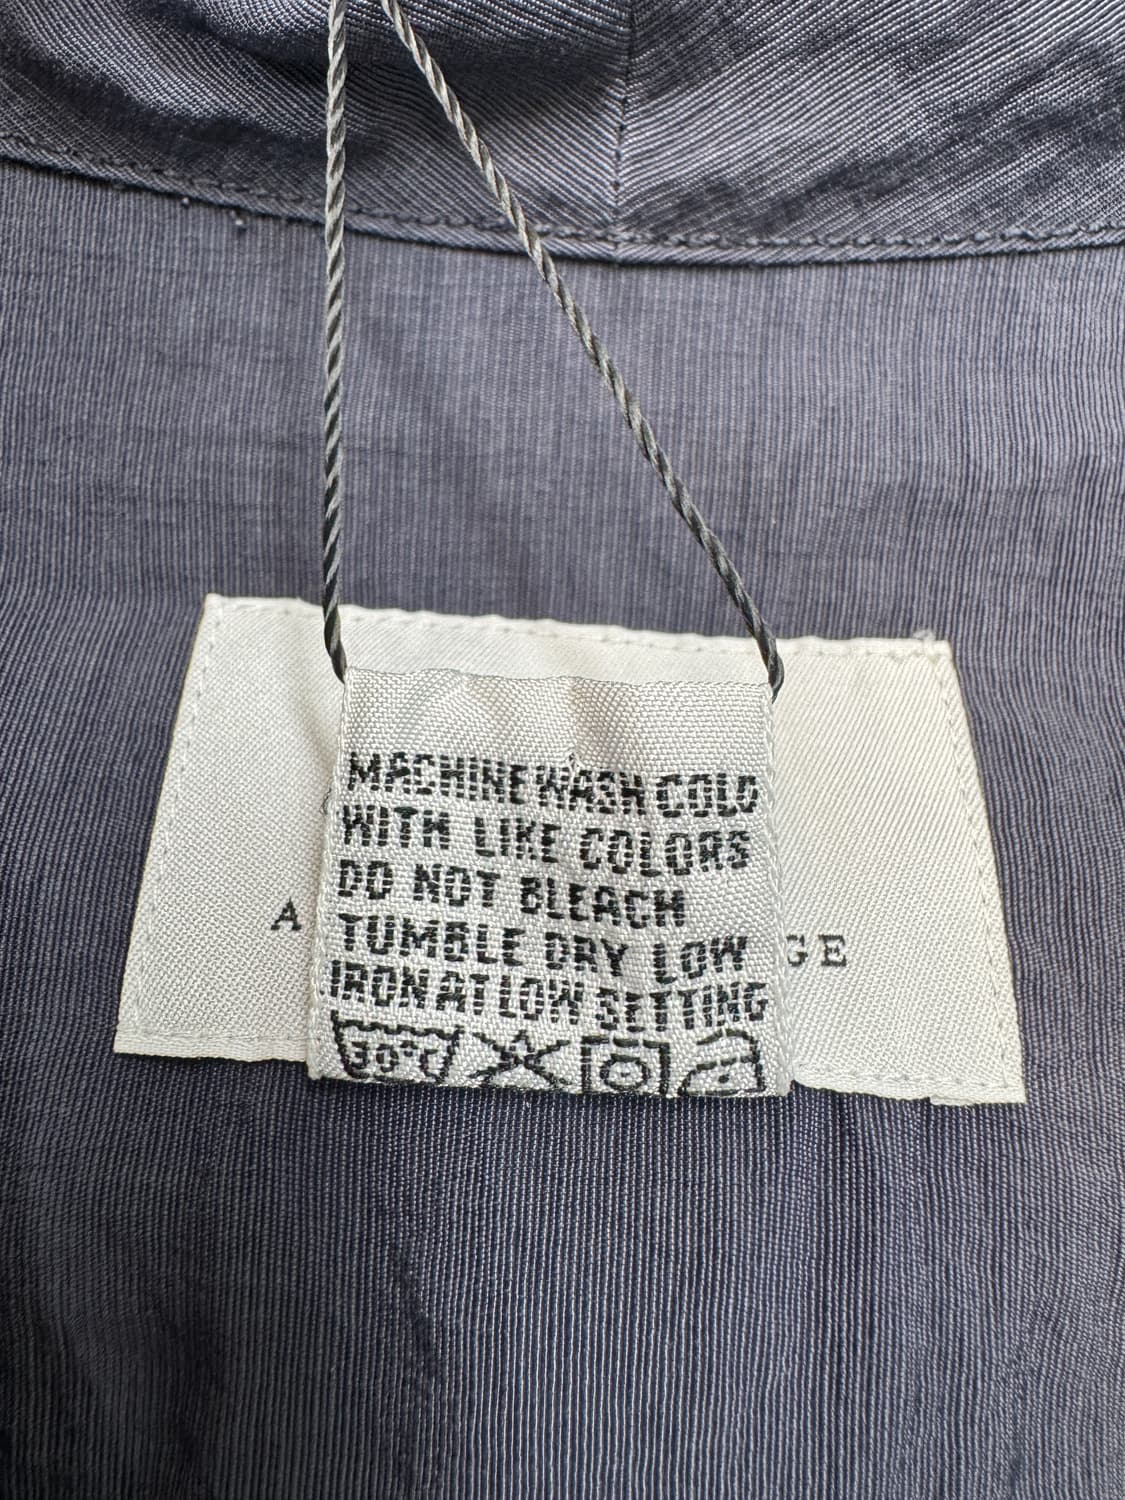 MACHINE WASH COLD
WITH LIKE COLORS
DO NOT BLEACH
TUMBLE DRY LOW
IRON AT LOW SETTING
30°C